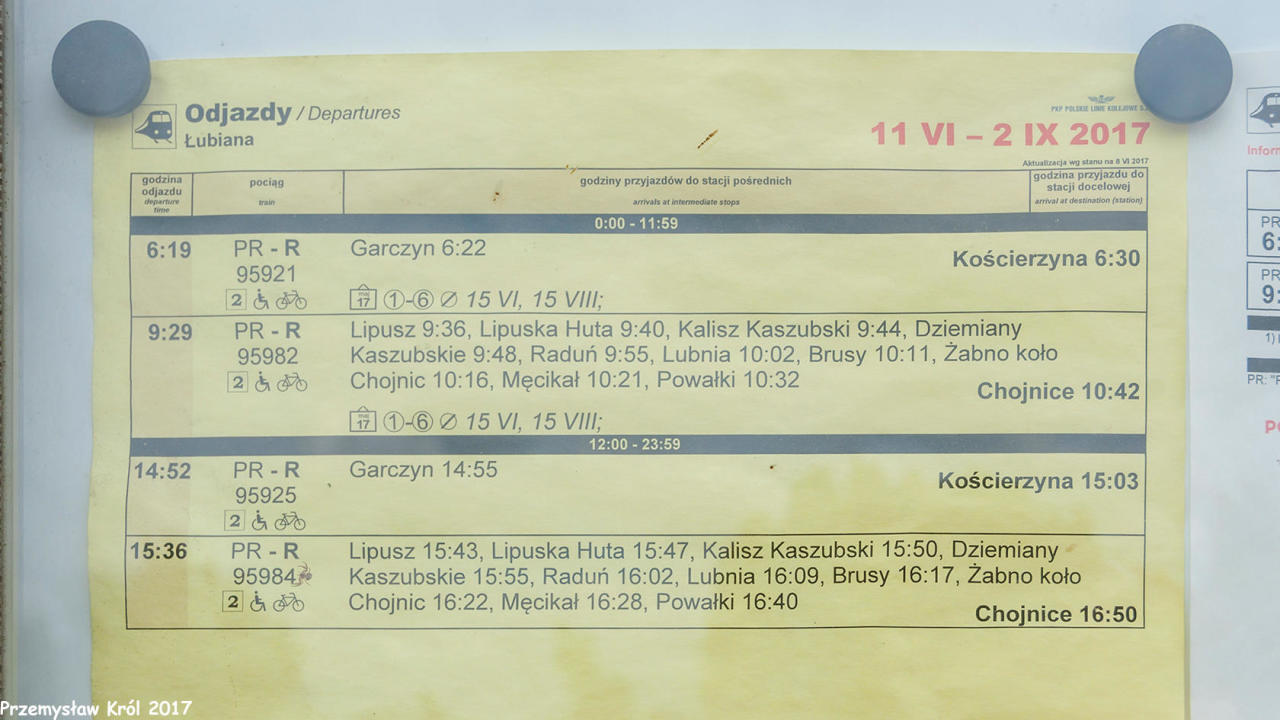 Odjazdy / Departures
Łubiana
PKP POLSKIE LINIE KOLEJOWE S.A.
11 VI – 2 IX 2017
Aktualizacja wg stanu na 8 VI 2017
godzina odjazdu
departure time
pociąg
train
godziny przyjazdów do stacji pośrednich
arrivals at intermediate stops
godzina przyjazdu do stacji docelowej
arrival at destination (station)
0:00 - 11:59
6:19 PR - R Garczyn 6:22
95921 Kościerzyna 6:30
2 17 ①-⑥ ∅ 15 VI, 15 VIII;
9:29 PR - R Lipusz 9:36, Lipuska Huta 9:40, Kalisz Kaszubski 9:44, Dziemiany
95982 Kaszubskie 9:48, Raduń 9:55, Lubnia 10:02, Brusy 10:11, Żabno koło
2 Chojnic 10:16, Męcikał 10:21, Powałki 10:32
Chojnice 10:42
17 ①-⑥ ∅ 15 VI, 15 VIII;
12:00 - 23:59
14:52 PR - R Garczyn 14:55
95925 Kościerzyna 15:03
2
15:36 PR - R Lipusz 15:43, Lipuska Huta 15:47, Kalisz Kaszubski 15:50, Dziemiany
95984 Kaszubskie 15:55, Raduń 16:02, Lubnia 16:09, Brusy 16:17, Żabno koło
2 Chojnic 16:22, Męcikał 16:28, Powałki 16:40
Chojnice 16:50
Inform
PR
6:
PR
9:
1)
PR: "P
Przemysław Król 2017